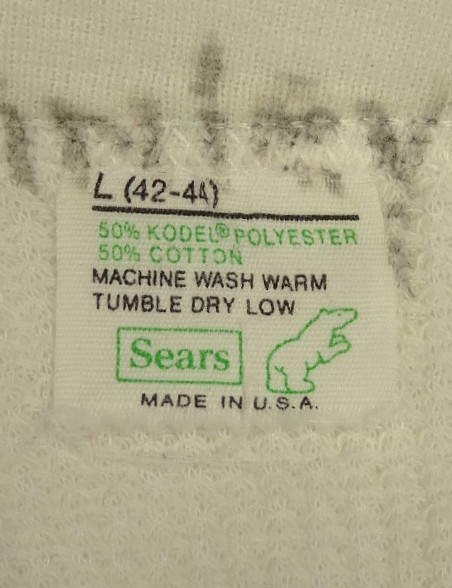 L (42-44)
50% KODEL® POLYESTER
50% COTTON
MACHINE WASH WARM
TUMBLE DRY LOW
Sears
MADE IN U.S.A.